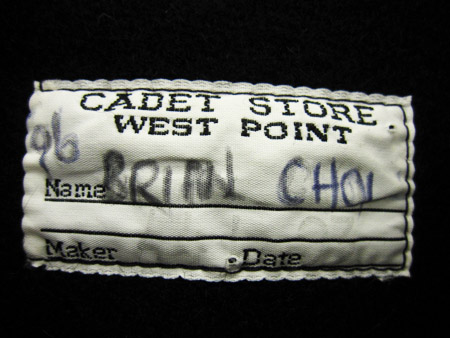 CADET STORE
WEST POINT
96
Name BRIAN CHOI
Maker Date